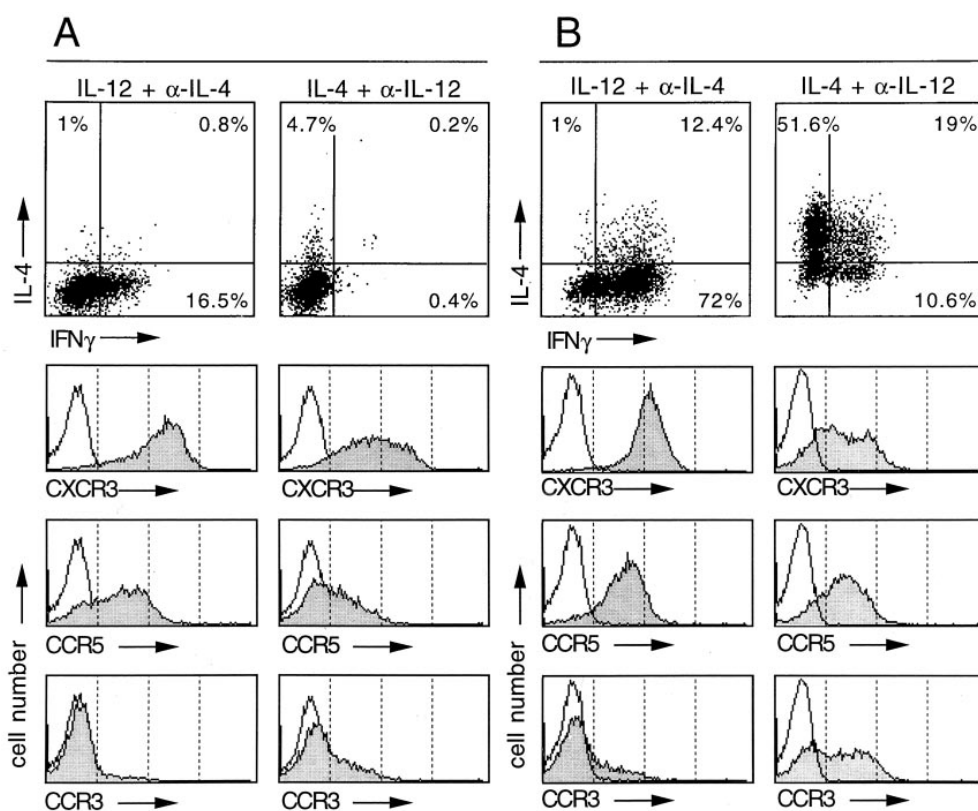 A B
IL-12 + α-IL-4 IL-4 + α-IL-12 IL-12 + α-IL-4 IL-4 + α-IL-12
1% 0.8% 4.7% 0.2% 1% 12.4% 51.6% 19%
IL-4 IL-4
16.5% 0.4% 72% 10.6%
IFNγ IFNγ
CXCR3 CXCR3 CXCR3 CXCR3
CCR5 CCR5 CCR5 CCR5
cell number cell number
CCR3 CCR3 CCR3 CCR3